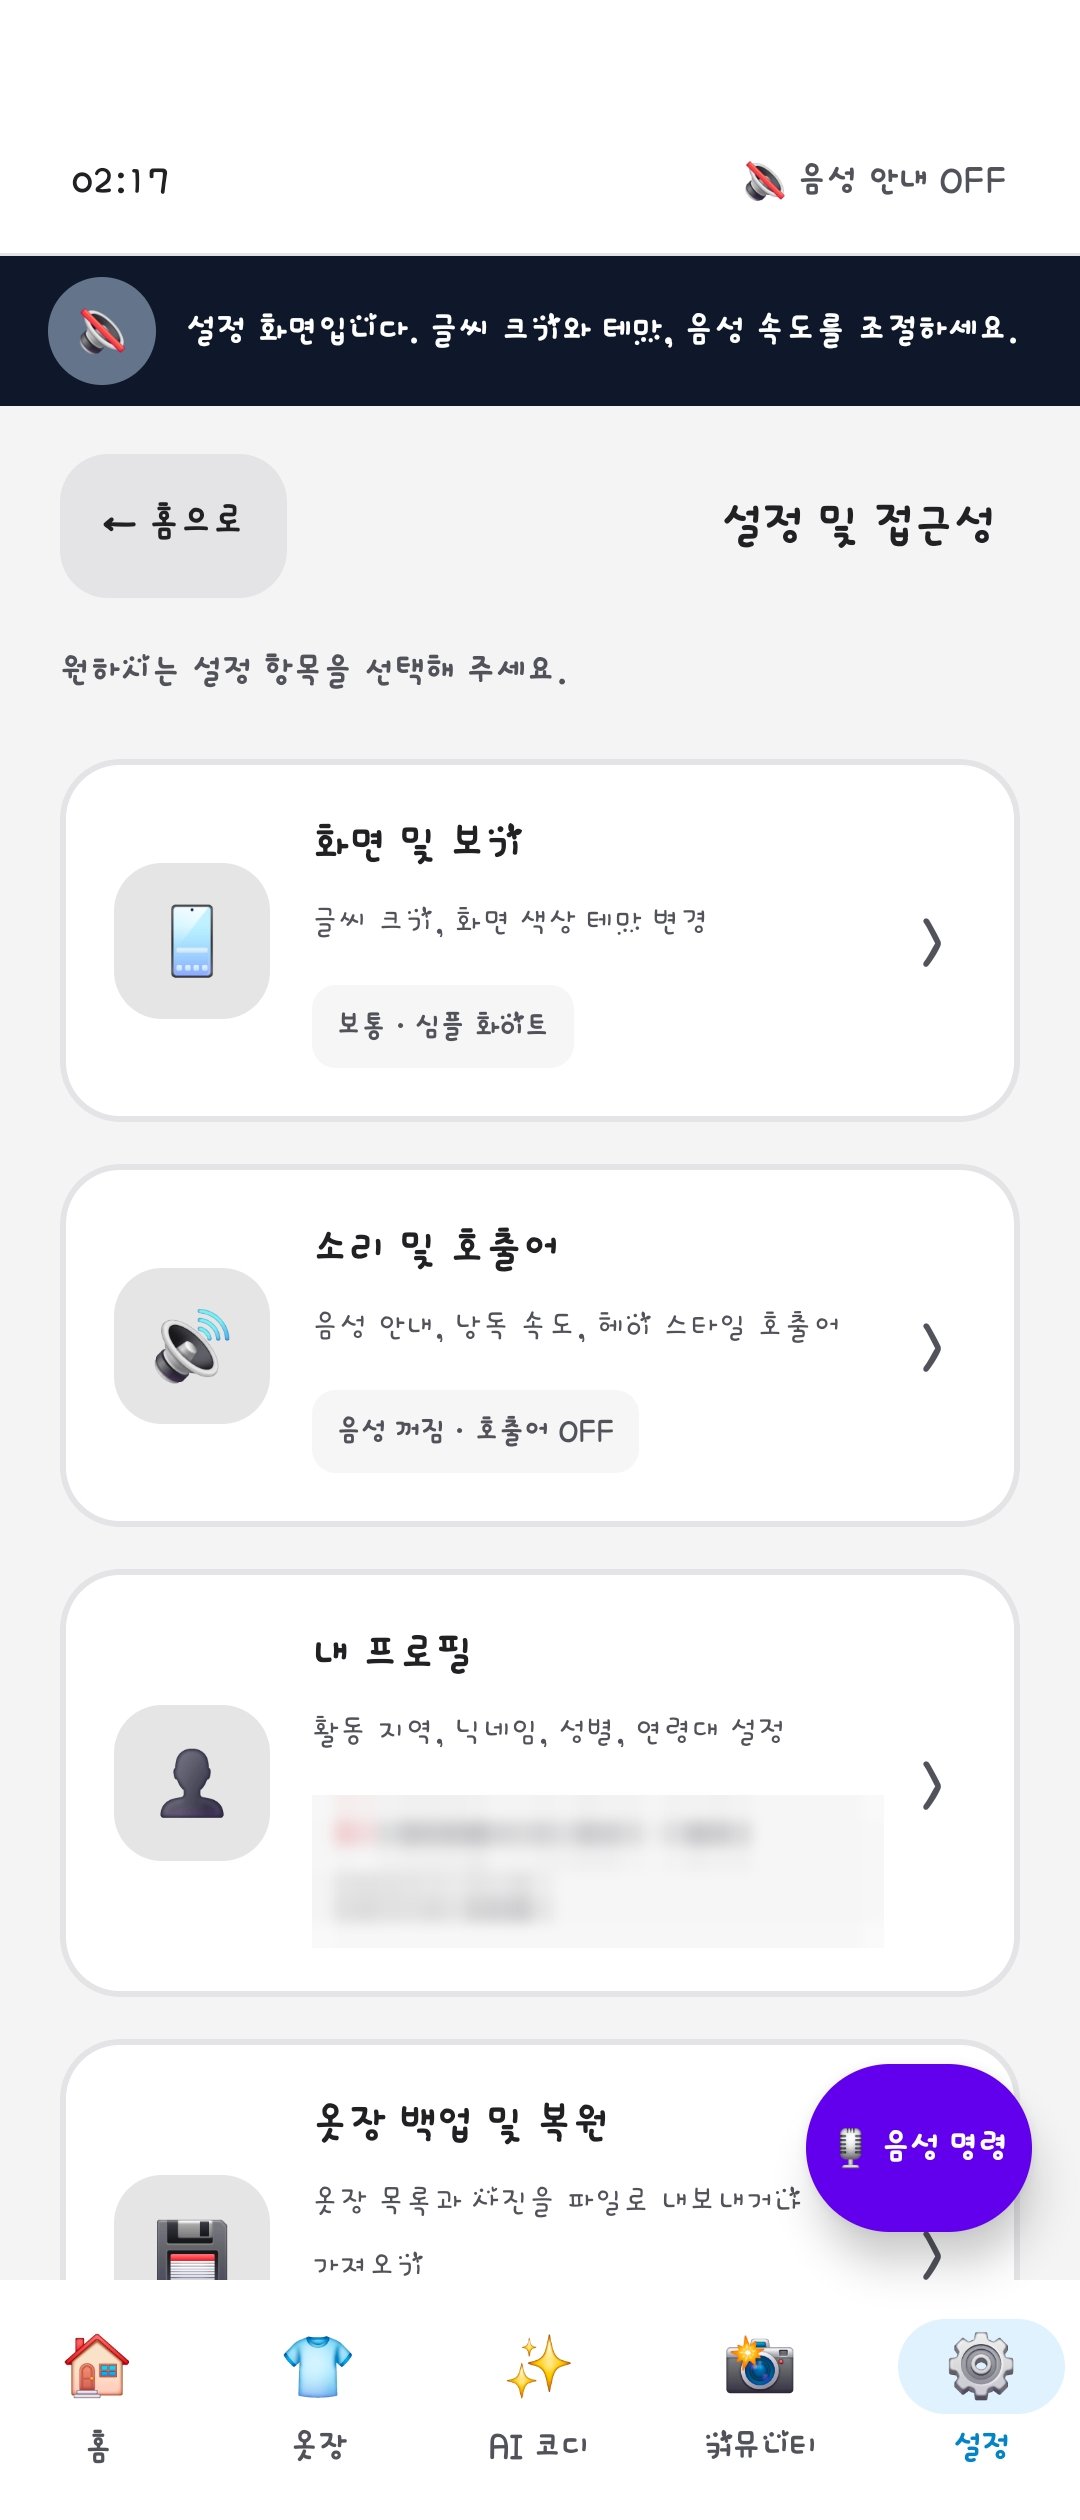 02:17
음성 안내 OFF
설정 화면입니다. 글씨 크기와 테마, 음성 속도를 조절하세요.
← 홈으로
설정 및 접근성
원하시는 설정 항목을 선택해 주세요.
화면 및 보기
글씨 크기, 화면 색상 테마 변경
보통 · 심플 화이트
소리 및 호출어
음성 안내, 낭독 속도, 헤이 스타일 호출어
음성 꺼짐 · 호출어 OFF
내 프로필
활동 지역, 닉네임, 성별, 연령대 설정
옷장 백업 및 복원
옷장 목록과 사진을 파일로 내보내거나
가져오기
음성 명령
홈
옷장
AI 코디
커뮤니티
설정